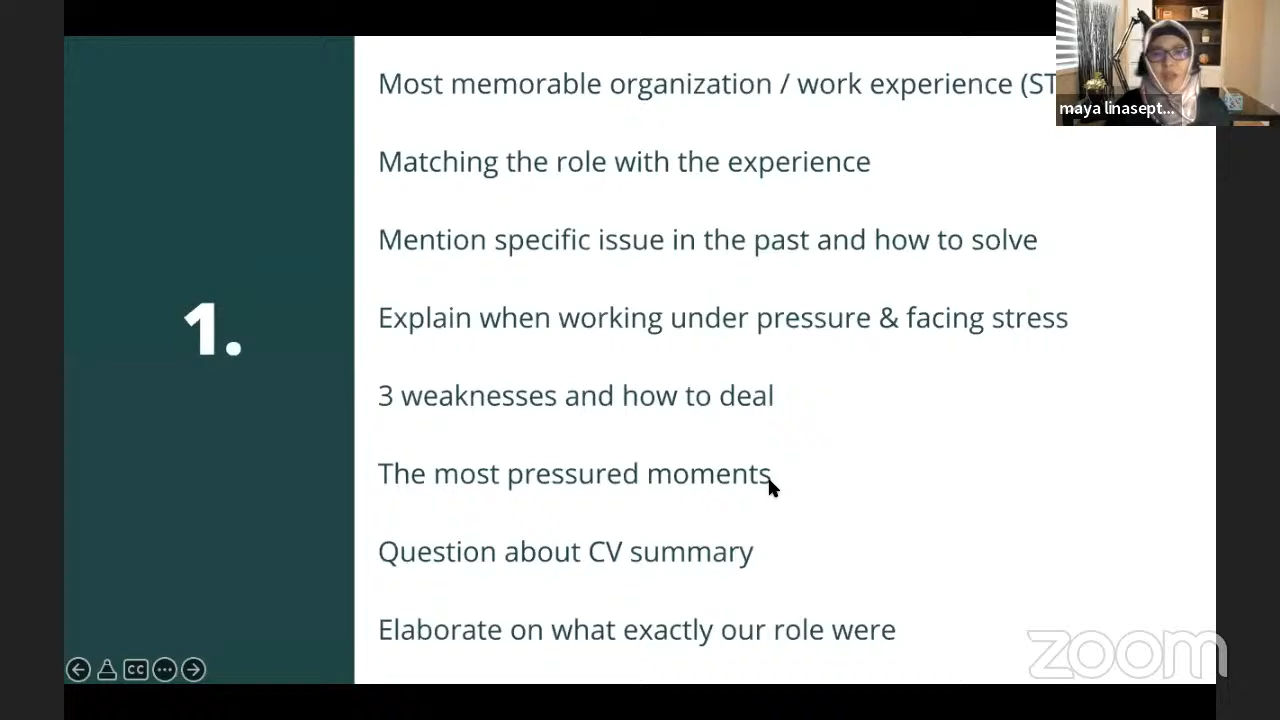 Most memorable organization / work experience (ST
maya linasept...
Matching the role with the experience
Mention specific issue in the past and how to solve
1.
Explain when working under pressure & facing stress
3 weaknesses and how to deal
The most pressured moments
Question about CV summary
Elaborate on what exactly our role were
CC
zoom